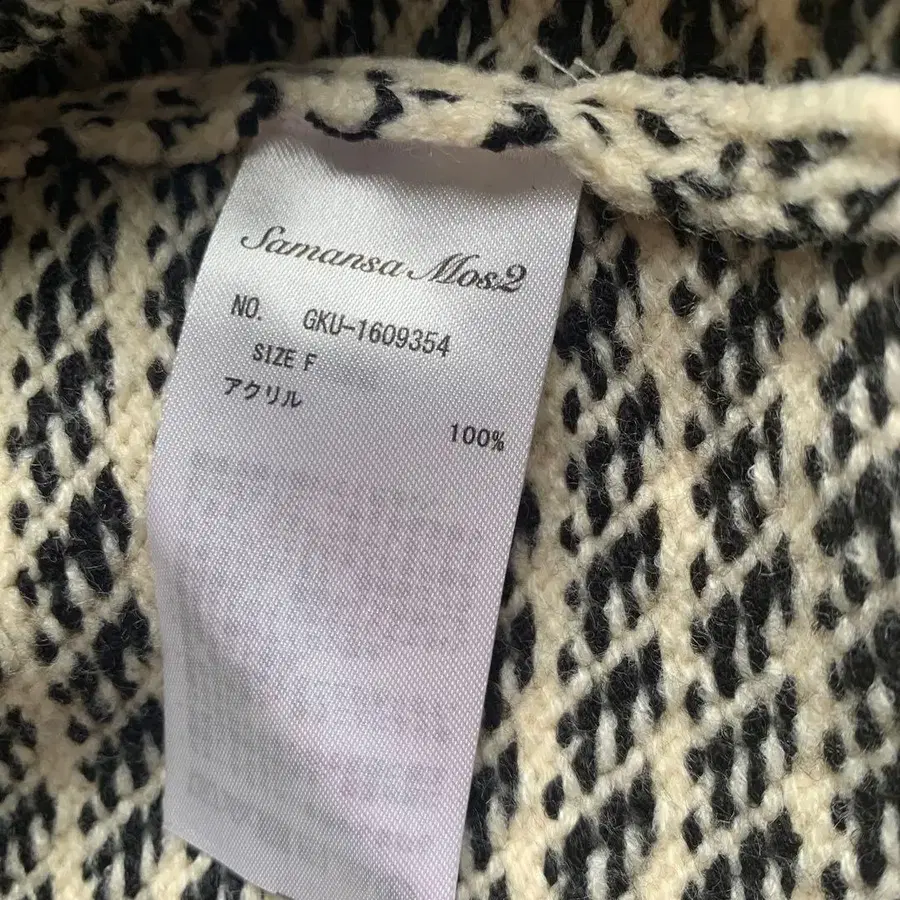 Samansa Mos2
NO. GKU-1609354
SIZE F
アクリル
100%